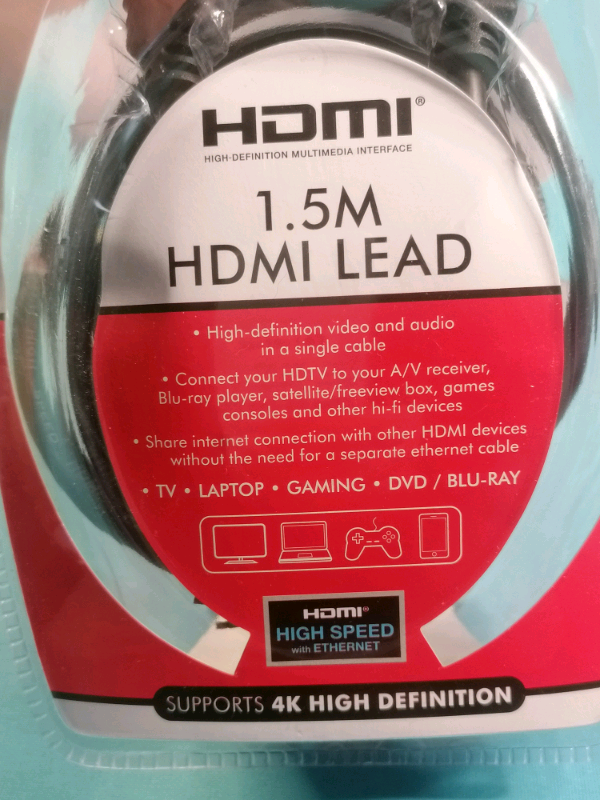 HDMI®
HIGH-DEFINITION MULTIMEDIA INTERFACE
1.5M
HDMI LEAD
• High-definition video and audio
in a single cable
• Connect your HDTV to your A/V receiver,
Blu-ray player, satellite/freeview box, games
consoles and other hi-fi devices
• Share internet connection with other HDMI devices
without the need for a separate ethernet cable
• TV • LAPTOP • GAMING • DVD / BLU-RAY
HDMI®
HIGH SPEED
with ETHERNET
SUPPORTS 4K HIGH DEFINITION